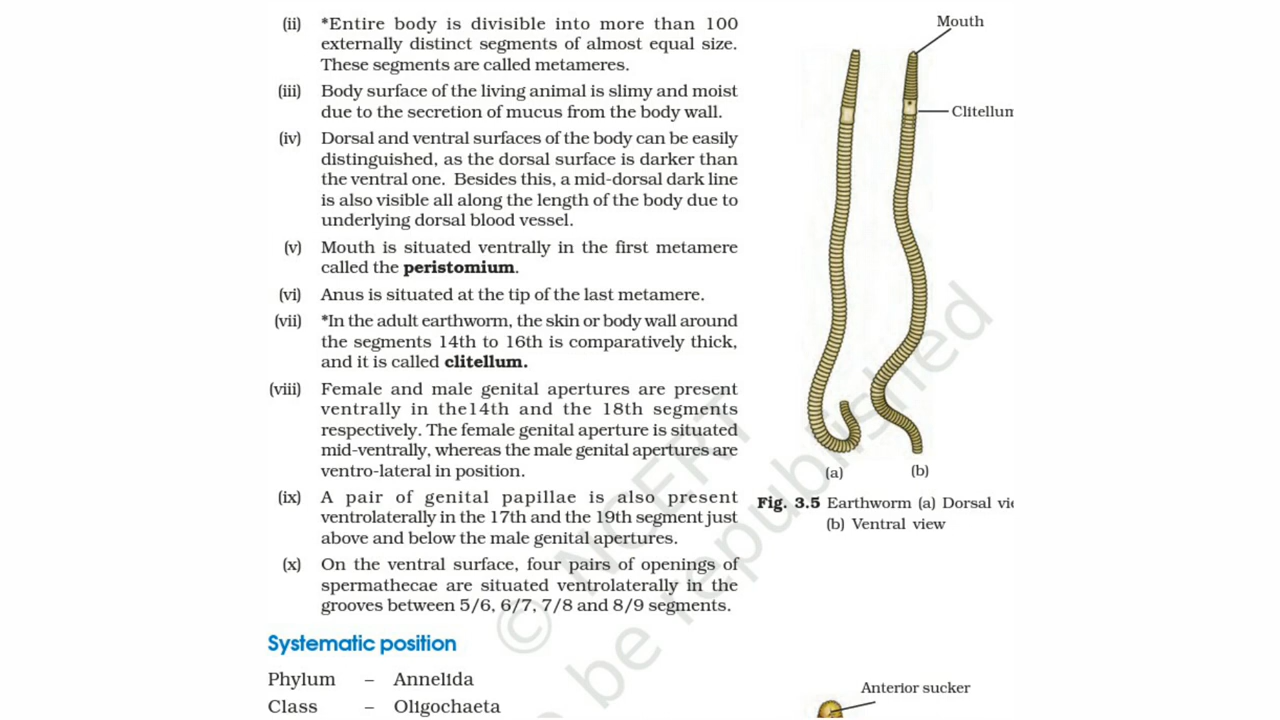 (ii) *Entire body is divisible into more than 100
externally distinct segments of almost equal size.
These segments are called metameres.
(iii) Body surface of the living animal is slimy and moist
due to the secretion of mucus from the body wall.
(iv) Dorsal and ventral surfaces of the body can be easily
distinguished, as the dorsal surface is darker than
the ventral one. Besides this, a mid-dorsal dark line
is also visible all along the length of the body due to
underlying dorsal blood vessel.
(v) Mouth is situated ventrally in the first metamere
called the peristomium.
(vi) Anus is situated at the tip of the last metamere.
(vii) *In the adult earthworm, the skin or body wall around
the segments 14th to 16th is comparatively thick,
and it is called clitellum.
(viii) Female and male genital apertures are present
ventrally in the14th and the 18th segments
respectively. The female genital aperture is situated
mid-ventrally, whereas the male genital apertures are
ventro-lateral in position.
(ix) A pair of genital papillae is also present
ventrolaterally in the 17th and the 19th segment just
above and below the male genital apertures.
(x) On the ventral surface, four pairs of openings of
spermathecae are situated ventrolaterally in the
grooves between 5/6, 6/7, 7/8 and 8/9 segments.
Systematic position
Phylum – Annelida
Class – Oligochaeta
Mouth
Clitellum
(a)
(b)
Fig. 3.5 Earthworm (a) Dorsal vie
(b) Ventral view
Anterior sucker
© NCERT
be republished